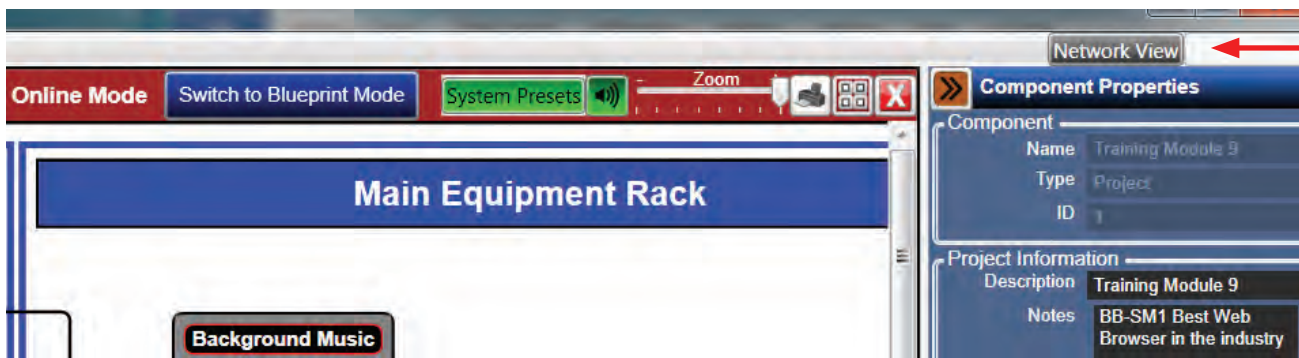 Network View
Online Mode
Switch to Blueprint Mode
System Presets
Zoom
X
Component Properties
Component
Name Training Module 9
Type Project
ID 1
Main Equipment Rack
Project Information
Description Training Module 9
Notes BB-SM1 Best Web
Browser in the industry
Background Music